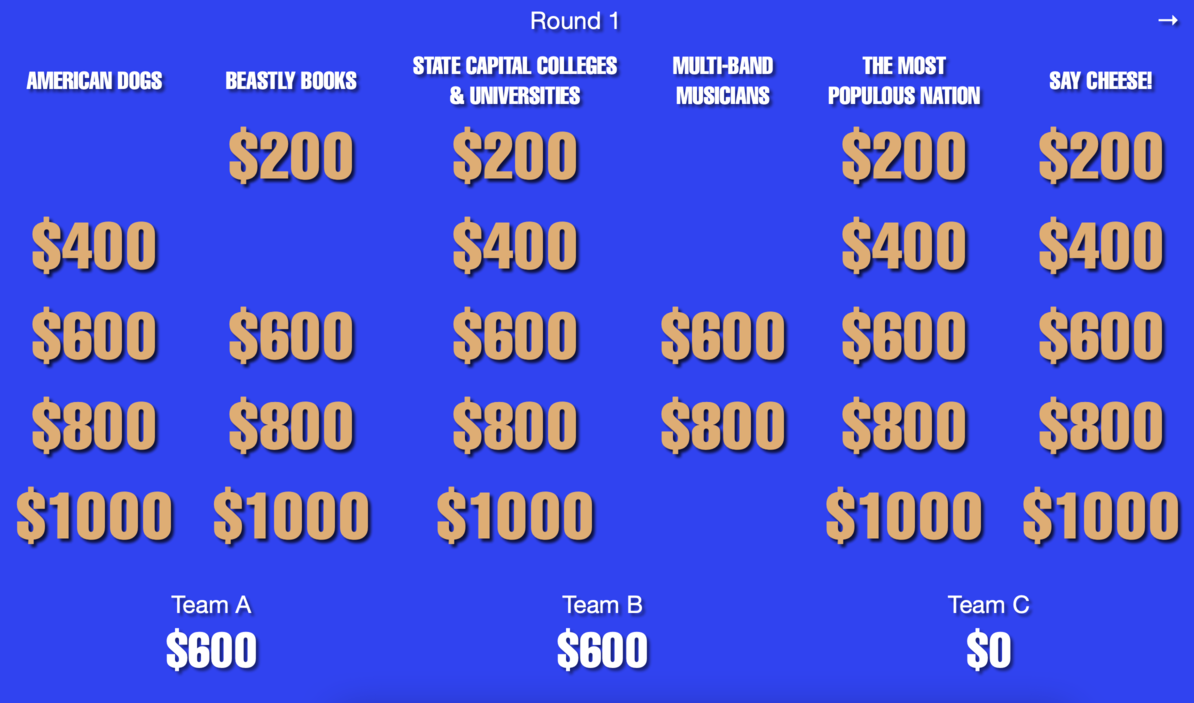 Round 1 →
AMERICAN DOGS
BEASTLY BOOKS
STATE CAPITAL COLLEGES
& UNIVERSITIES
MULTI-BAND
MUSICIANS
THE MOST
POPULOUS NATION
SAY CHEESE!
$200 $200 $200 $200
$400 $400 $400 $400
$600 $600 $600 $600 $600 $600
$800 $800 $800 $800 $800 $800
$1000 $1000 $1000 $1000 $1000
Team A Team B Team C
$600 $600 $0